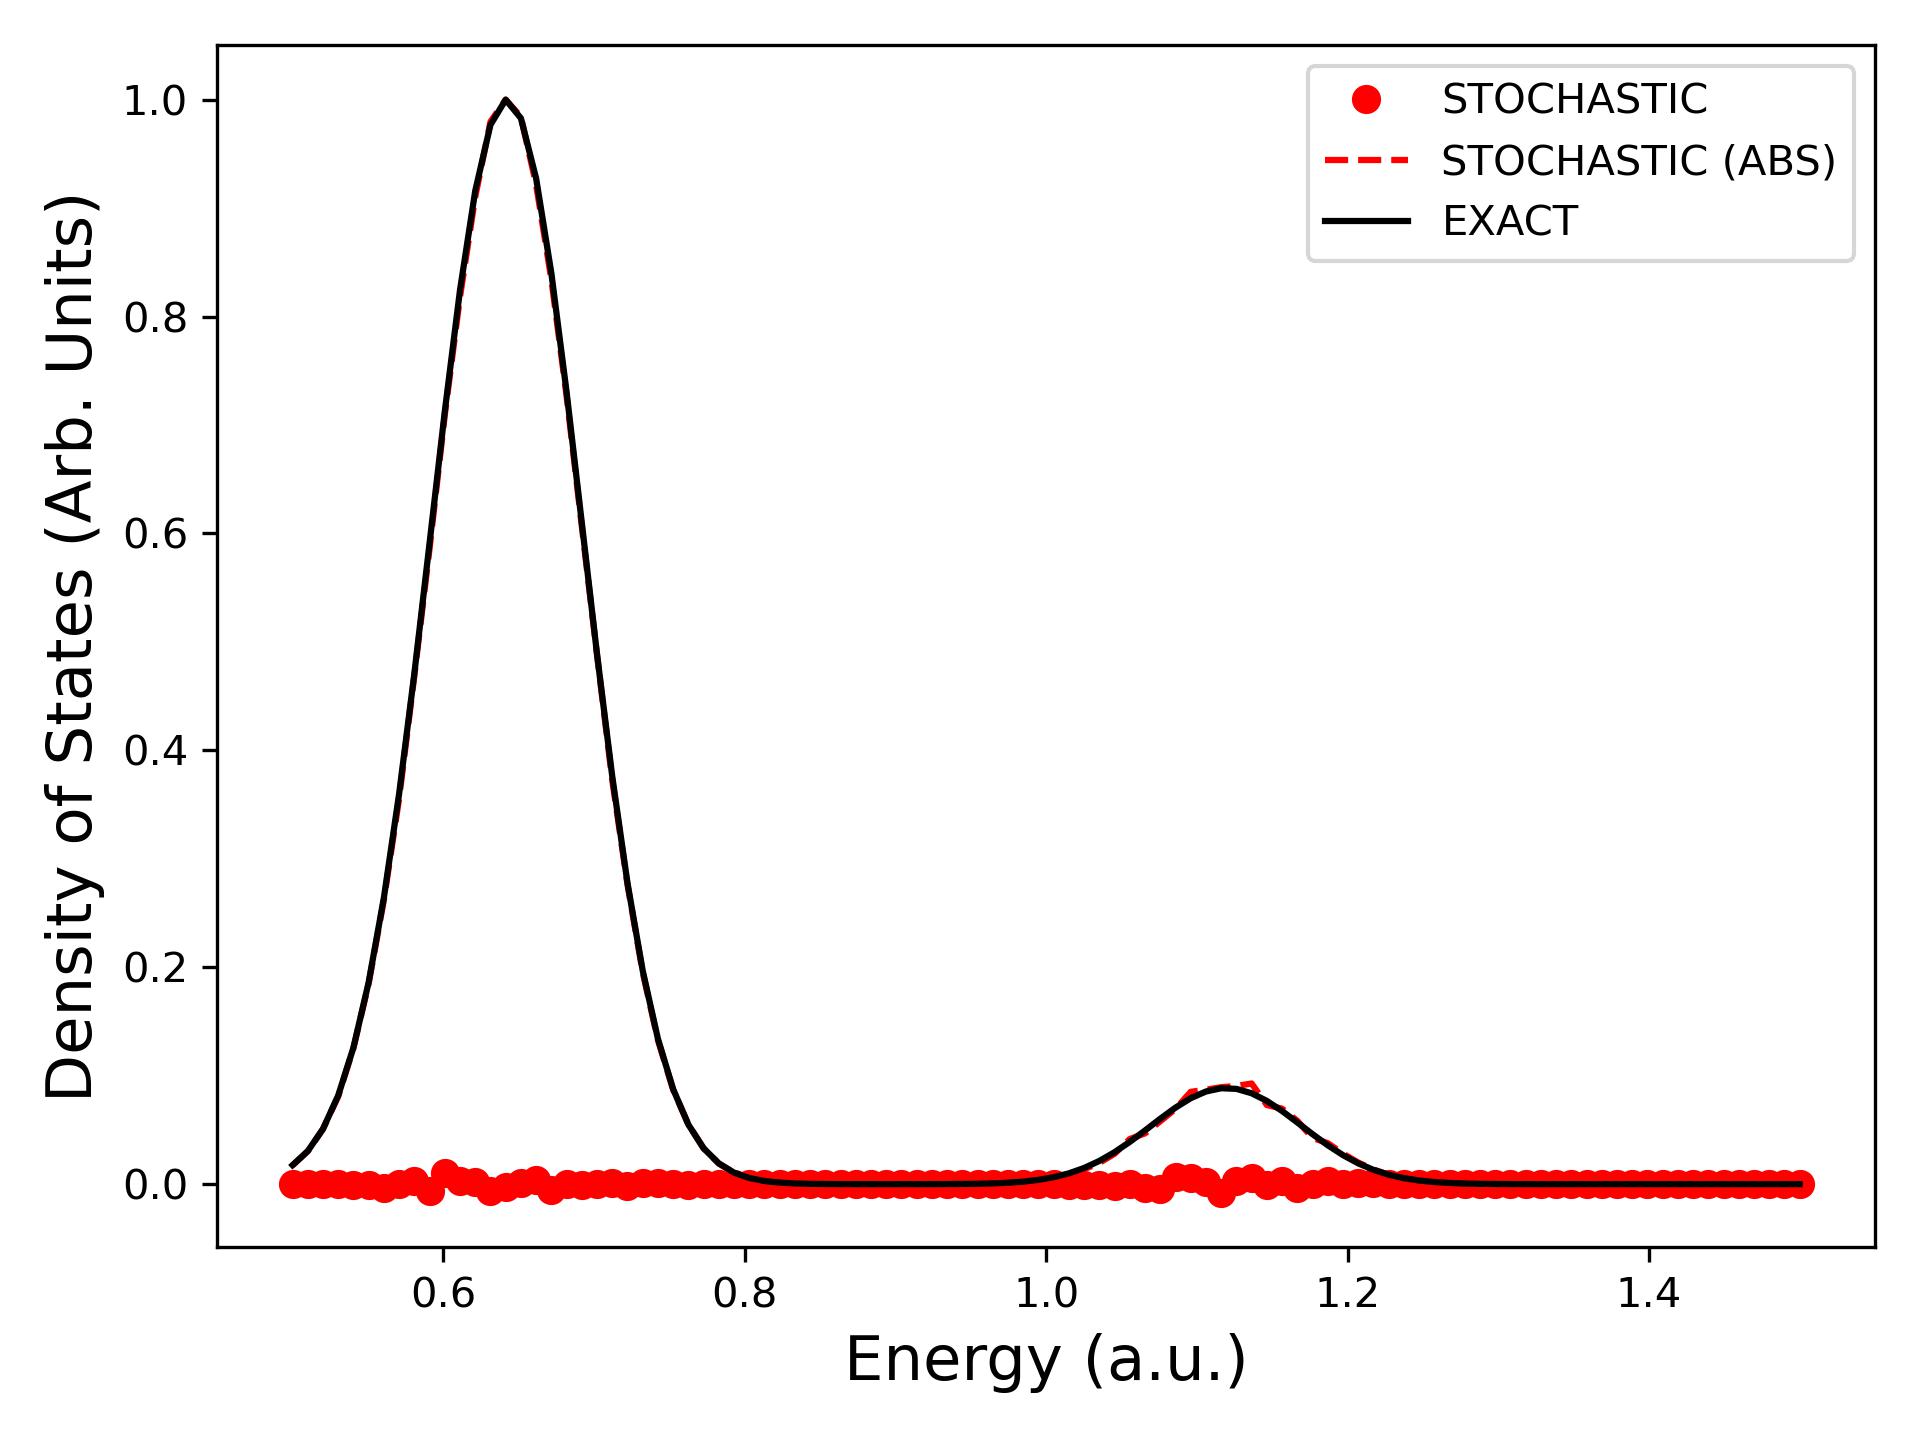 STOCHASTIC
STOCHASTIC (ABS)
EXACT
Density of States (Arb. Units)
1.0
0.8
0.6
0.4
0.2
0.0
0.6 0.8 1.0 1.2 1.4
Energy (a.u.)